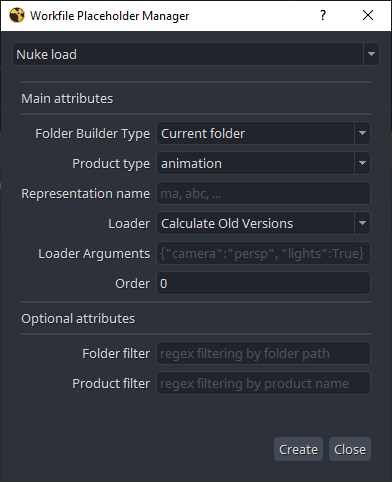 Workfile Placeholder Manager ? ×
Nuke load
Main attributes
Folder Builder Type Current folder
Product type animation
Representation name ma, abc, ...
Loader Calculate Old Versions
Loader Arguments {"camera":"persp", "lights":True}
Order 0
Optional attributes
Folder filter regex filtering by folder path
Product filter regex filtering by product name
Create Close